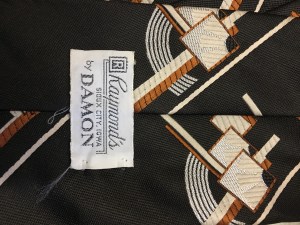 R
Raymond's
SIOUX CITY, IOWA
by DAMON